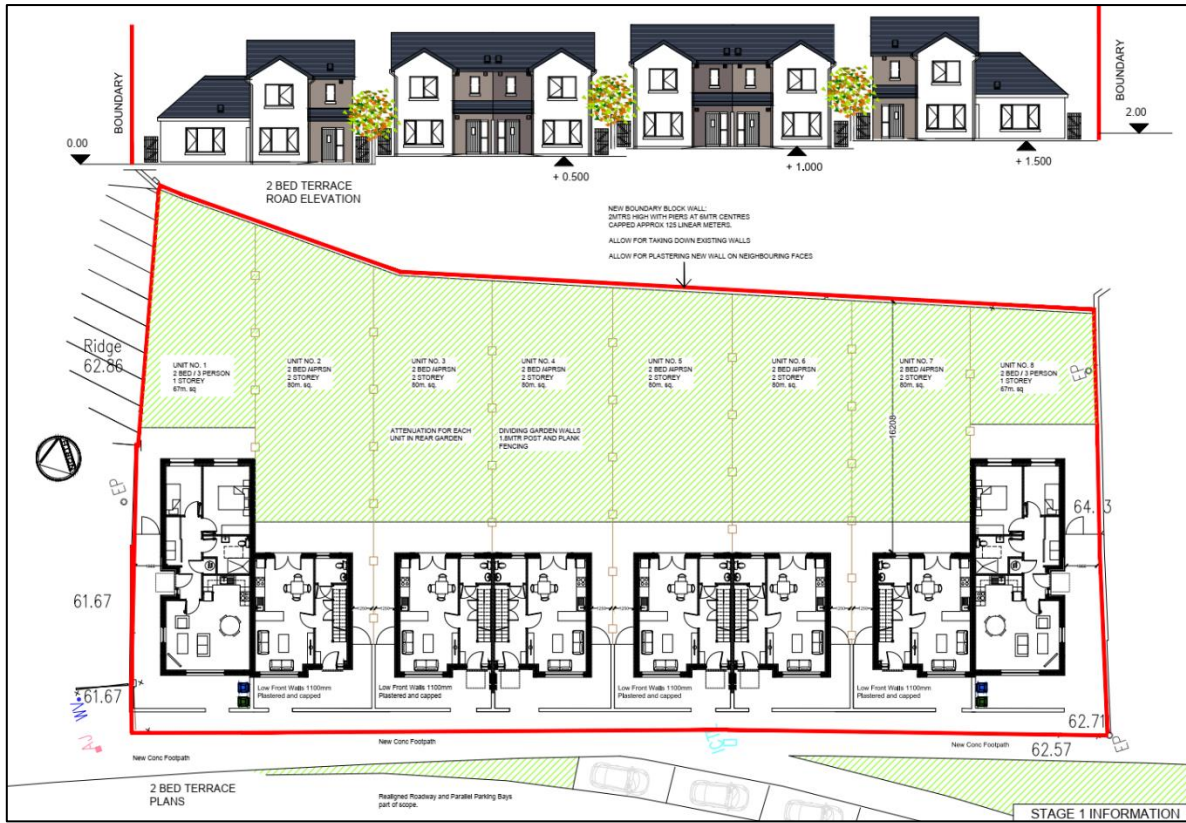 BOUNDARY
BOUNDARY
0.00
2.00
+ 0.500
+ 1.000
+ 1.500
2 BED TERRACE
ROAD ELEVATION
NEW BOUNDARY BLOCK WALL:
2MTRS HIGH WITH PIERS AT 6MTR CENTRES
CAPPED APPROX 125 LINEAR METERS.
ALLOW FOR TAKING DOWN EXISTING WALLS
ALLOW FOR PLASTERING NEW WALL ON NEIGHBOURING FACES
Ridge
62.86
UNIT NO. 1
2 BED / 3 PERSON
1 STOREY
67m. sq
UNIT NO. 2
2 BED /4PRSN
2 STOREY
80m. sq.
UNIT NO. 3
2 BED /4PRSN
2 STOREY
80m. sq.
UNIT NO. 4
2 BED /4PRSN
2 STOREY
80m. sq.
UNIT NO. 5
2 BED /4PRSN
2 STOREY
80m. sq.
UNIT NO. 6
2 BED /4PRSN
2 STOREY
80m. sq.
UNIT NO. 7
2 BED /4PRSN
2 STOREY
80m. sq.
UNIT NO. 8
2 BED / 3 PERSON
1 STOREY
67m. sq
EP
ATTENUATION FOR EACH
UNIT IN REAR GARDEN
DIVIDING GARDEN WALLS
1.8MTR POST AND PLANK
FENCING
16208
EP
61.67
61.67
WV
AJ
Low Front Walls 1100mm
Plastered and capped
Low Front Walls 1100mm
Plastered and capped
Low Front Walls 1100mm
Plastered and capped
Low Front Walls 1100mm
Plastered and capped
62.71
62.57
EP
New Conc Footpath
New Conc Footpath
New Conc Footpath
2 BED TERRACE
PLANS
Realigned Roadway and Parallel Parking Bays
part of scope.
STAGE 1 INFORMATION